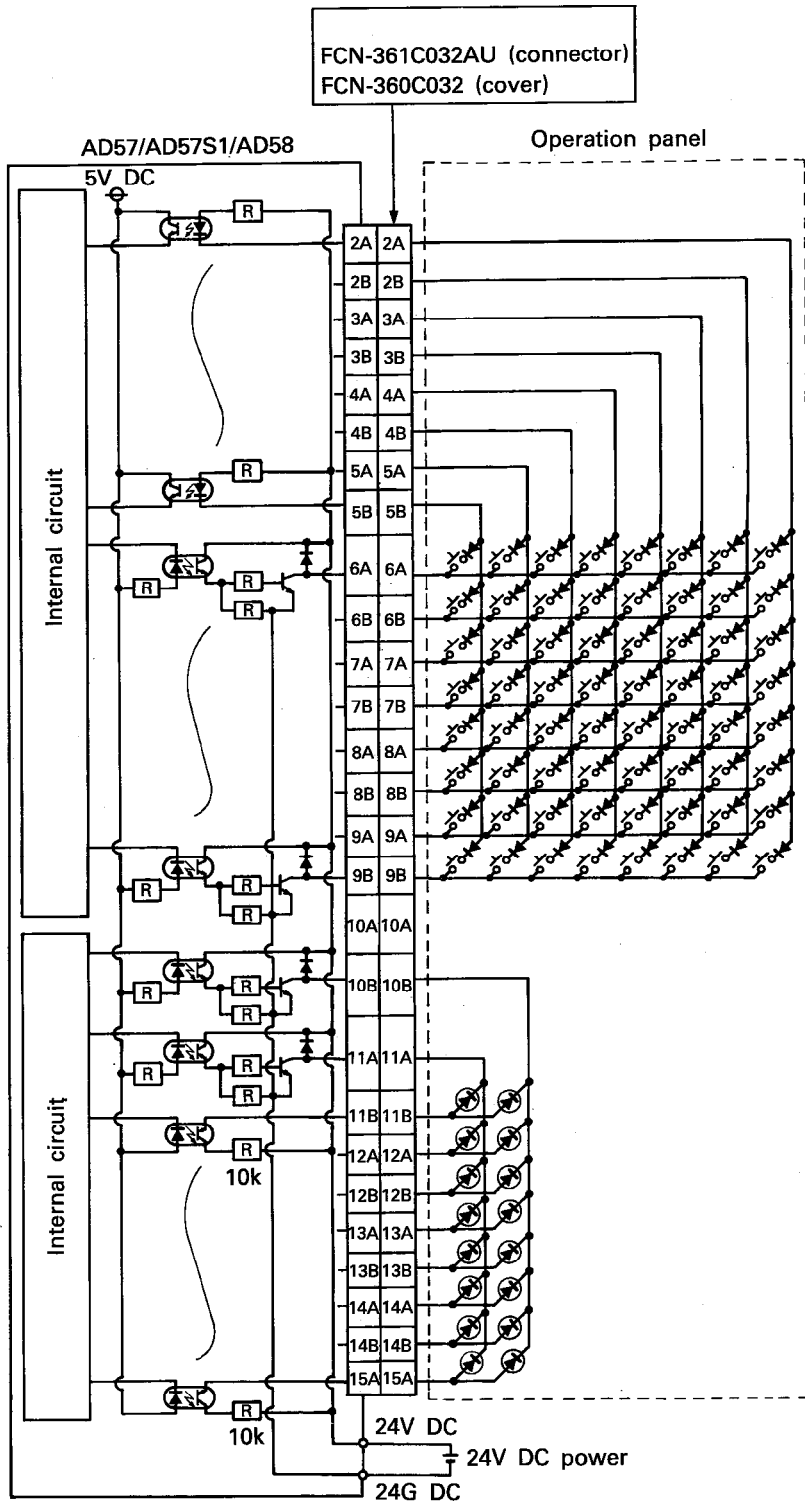 FCN-361C032AU (connector)
FCN-360C032 (cover)
AD57/AD57S1/AD58
Operation panel
5V DC
Internal circuit
R
2A 2A
2B 2B
3A 3A
3B 3B
4A 4A
4B 4B
R
5A 5A
5B 5B
R
R
R
6A 6A
6B 6B
7A 7A
7B 7B
8A 8A
8B 8B
9A 9A
R
R
R
9B 9B
10A 10A
Internal circuit
R
R
R
10B 10B
R
R
R
11A 11A
11B 11B
R
10k
12A 12A
12B 12B
13A 13A
13B 13B
14A 14A
14B 14B
15A 15A
R
10k
24V DC
24V DC power
24G DC